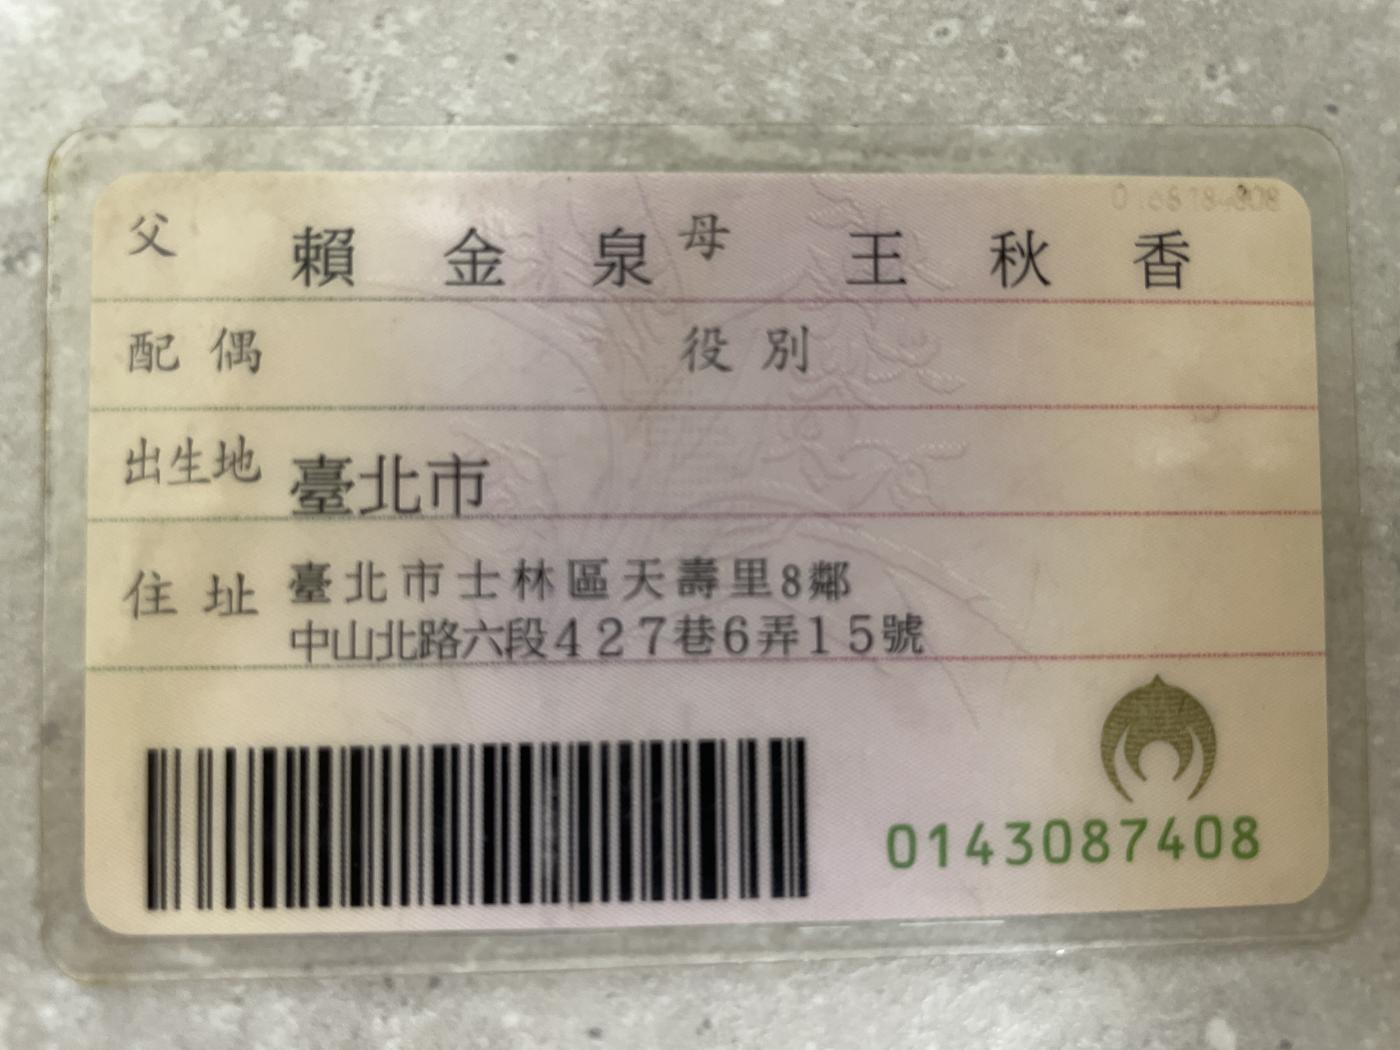 父 賴金泉 母 王秋香
配偶 役別
出生地 臺北市
住址 臺北市士林區天壽里8鄰
中山北路六段427巷6弄15號
0143087408